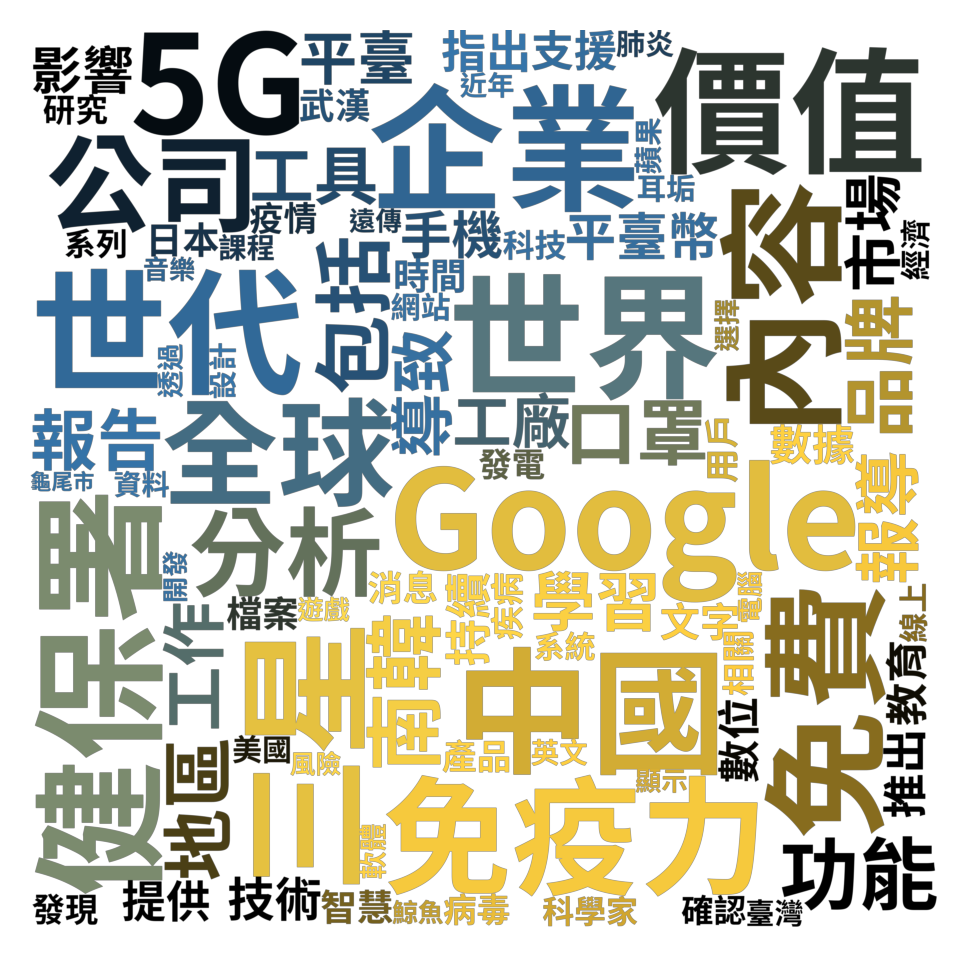 影響
5G
平臺
指出
支援
肺炎
研究
武漢
近年
企業
價值
公司
工具
蘋果
耳垢
疫情
遠傳
手機
科技
平臺幣
內容
市場
經濟
系列
日本
課程
音樂
包括
時間
網站
世代
世界
選擇
品牌
透過
設計
導致
報告
全球
工廠
口罩
用戶
數據
龜尾市
資料
發電
Google
報導
健保署
分析
開發
工作
檔案
遊戲
消息
持續
疾病
學習
文字
電腦
系統
相關
免費
線上
教育
三星
南韓
中國
地區
美國
風險
產品
英文
顯示
數位
推出
軟體
免疫力
功能
發現
提供
技術
智慧
鯨魚
病毒
科學家
確認
臺灣